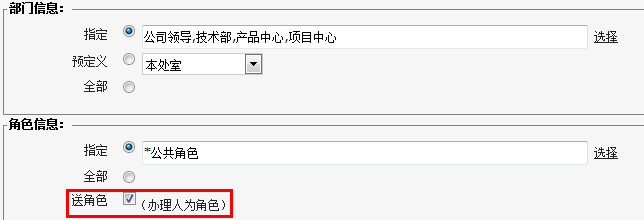 部门信息：
指定 公司领导,技术部,产品中心,项目中心 选择
预定义 本处室
全部
角色信息：
指定 *公共角色 选择
全部
送角色 （办理人为角色）